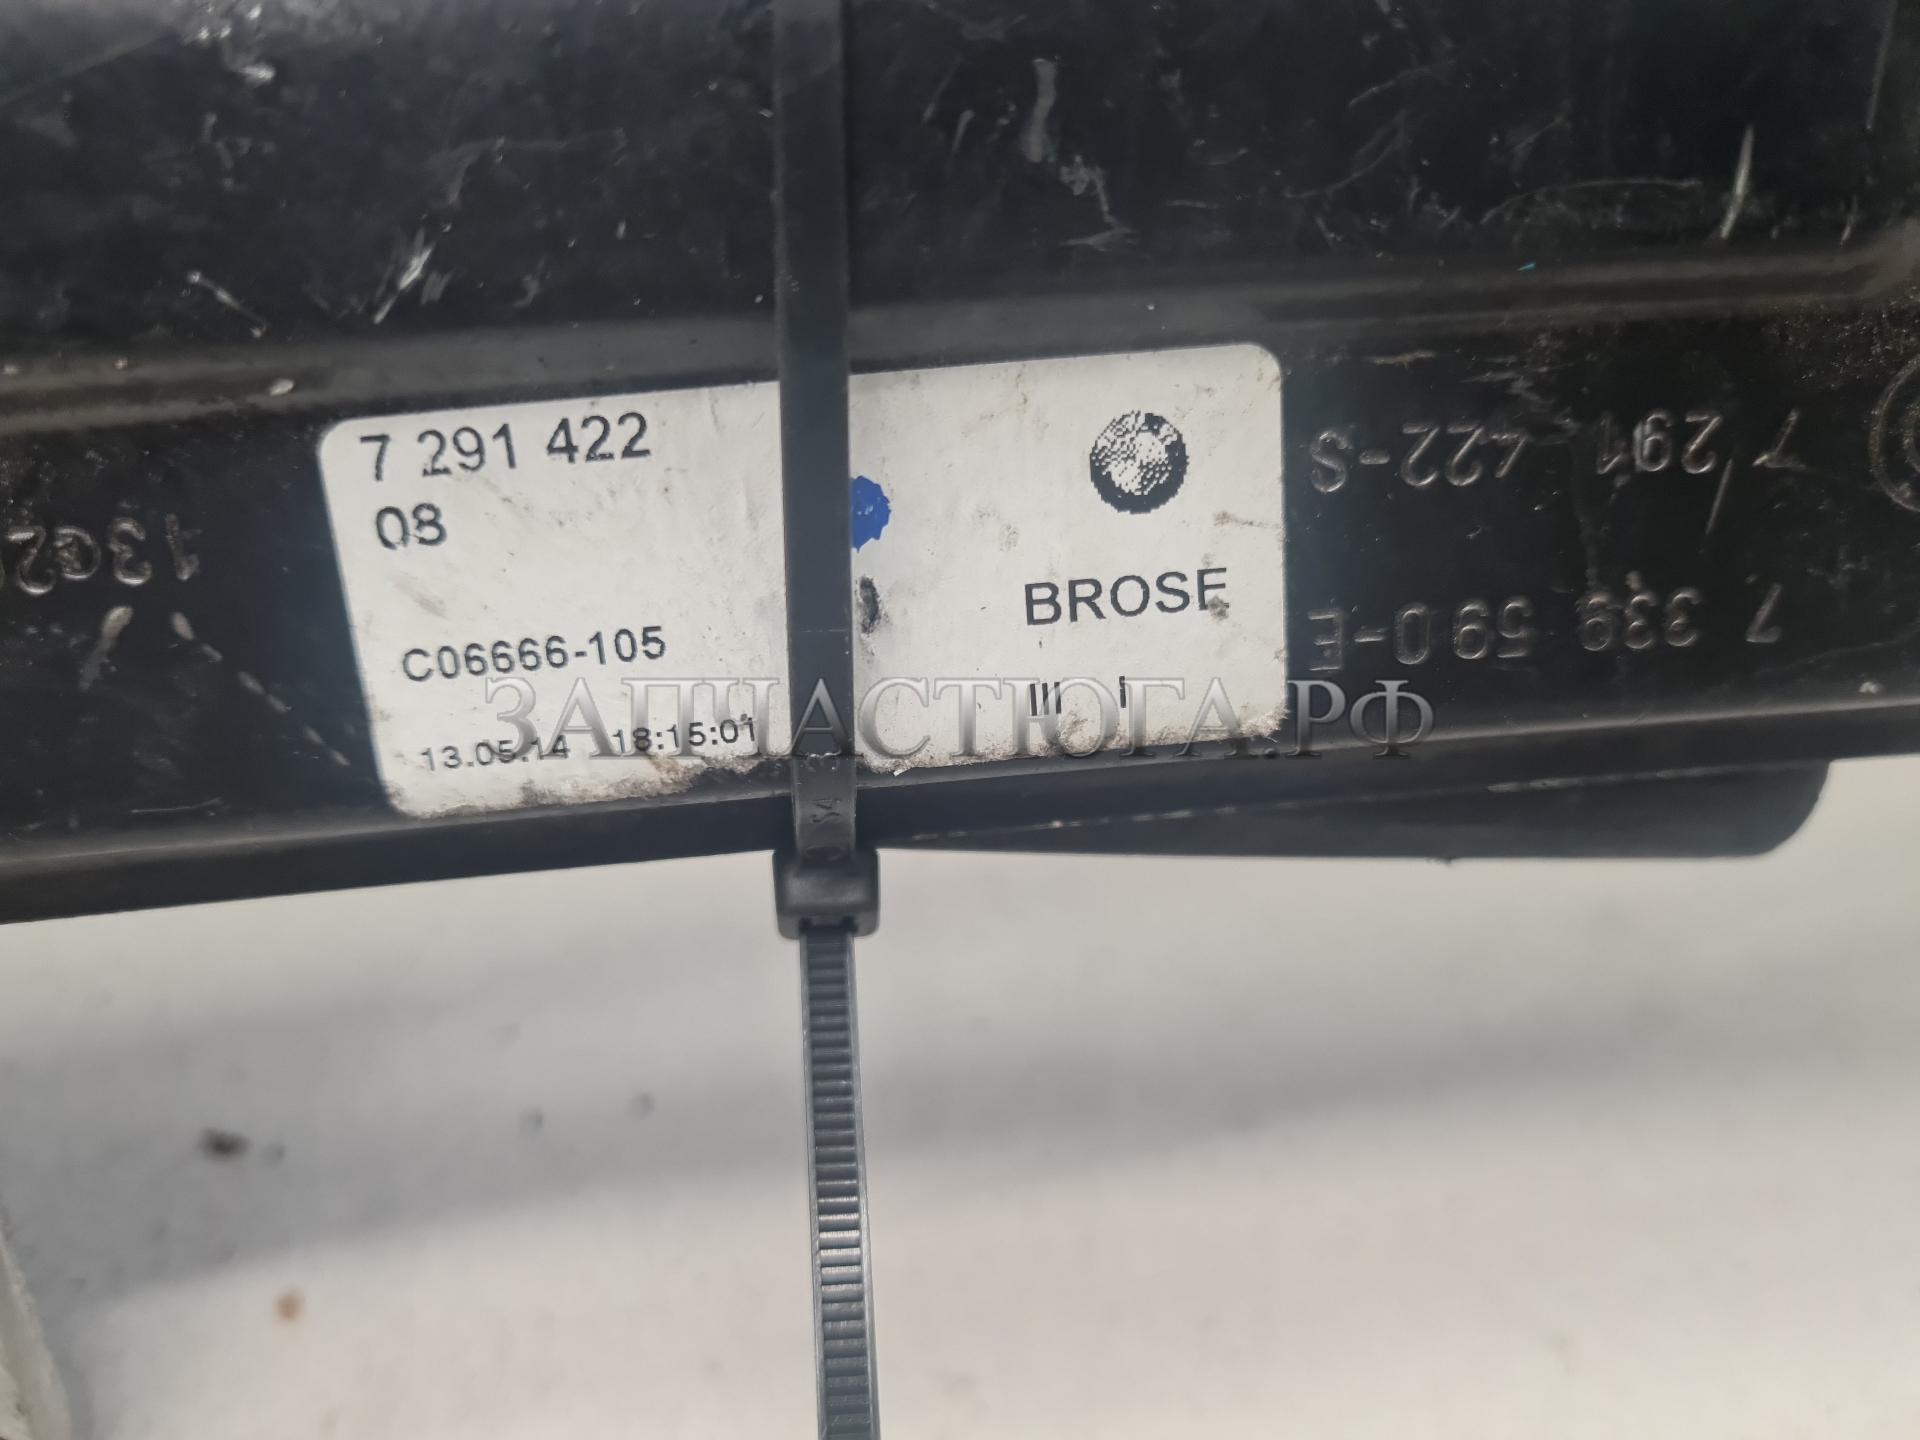 7 291 422
08
C06666-105
13.05.14 18:15:01
BROSE
III I
7 291 422-S
7 339 590-E
ЗАПЧАСТЮГА.РФ